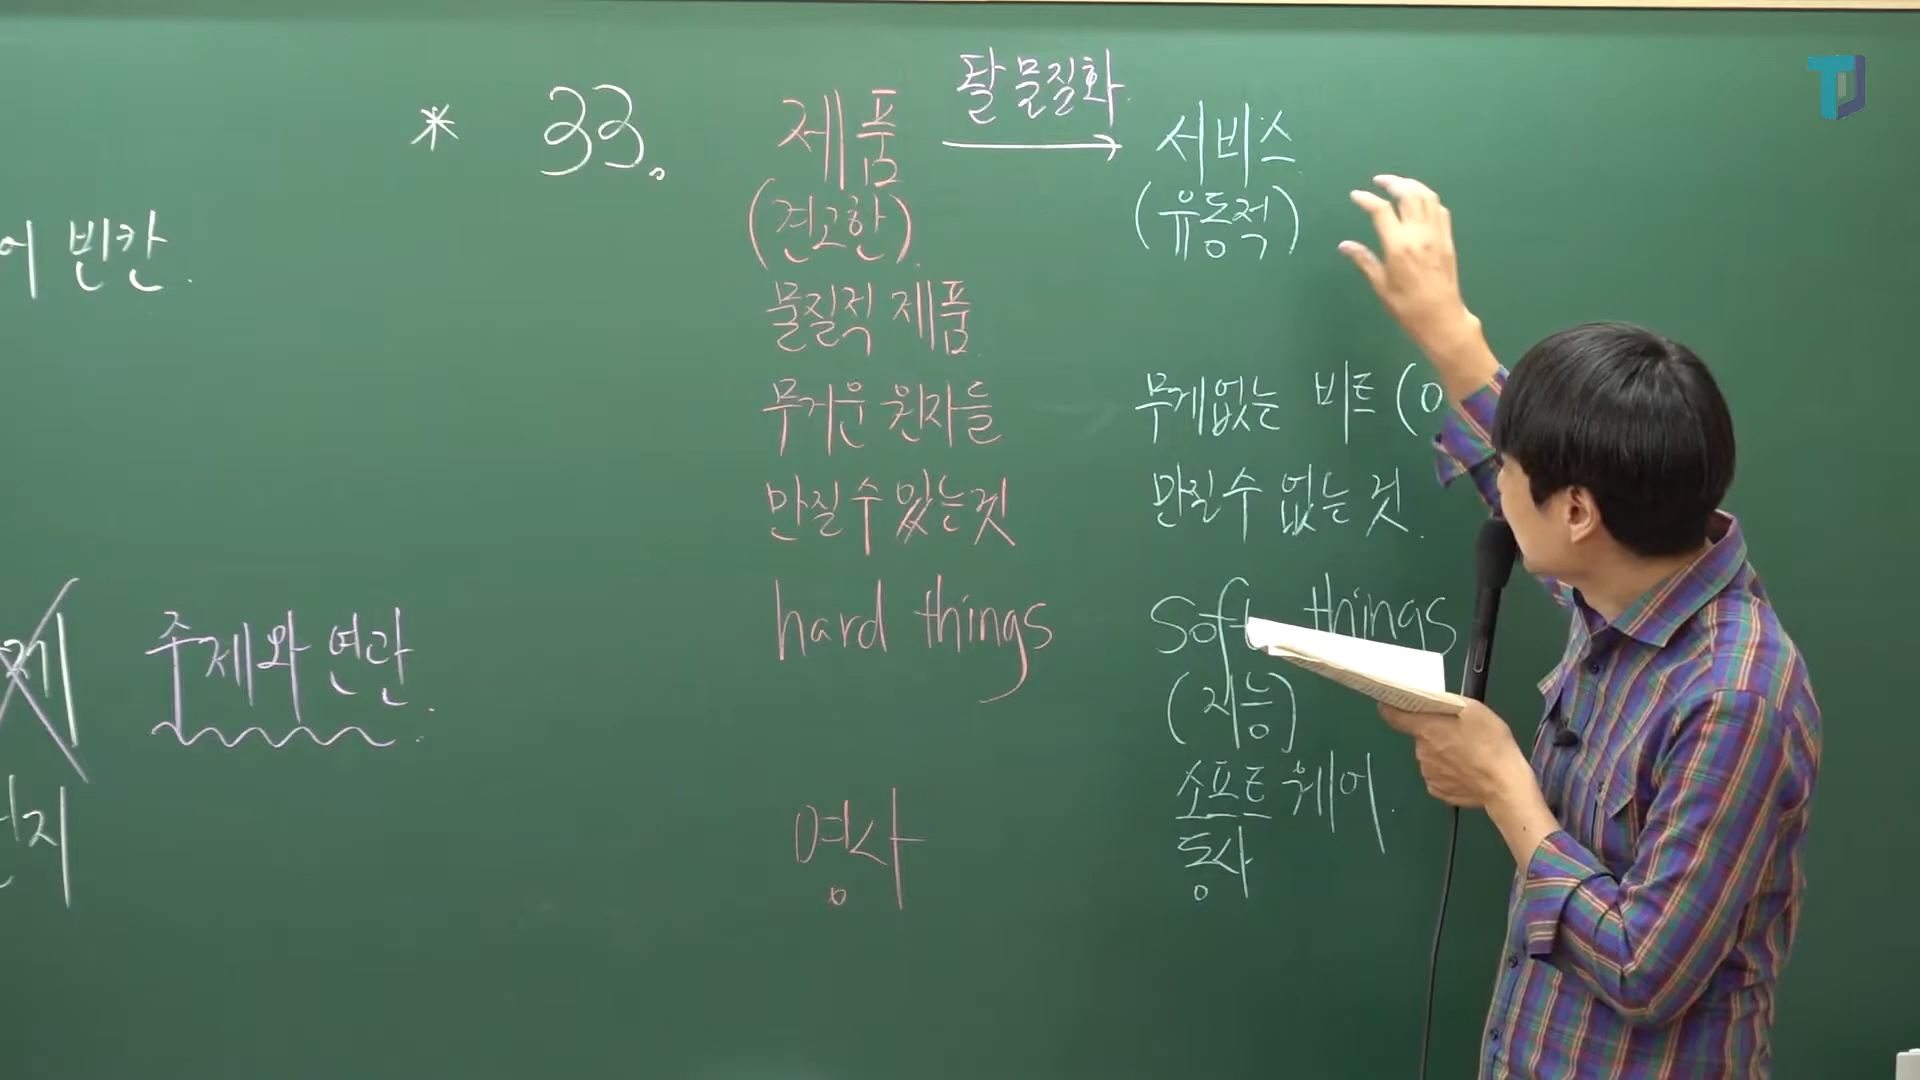 * 33. 제품 탈물질화 서비스
(견고한) (유동적)
물질적 제품
무거운 원자들 무게없는 비트 (0
만질 수 있는 것 만질 수 없는 것.
hard things Soft things
(지능)
소프트웨어.
명사 동사
어 빈칸.
주제와 연관.